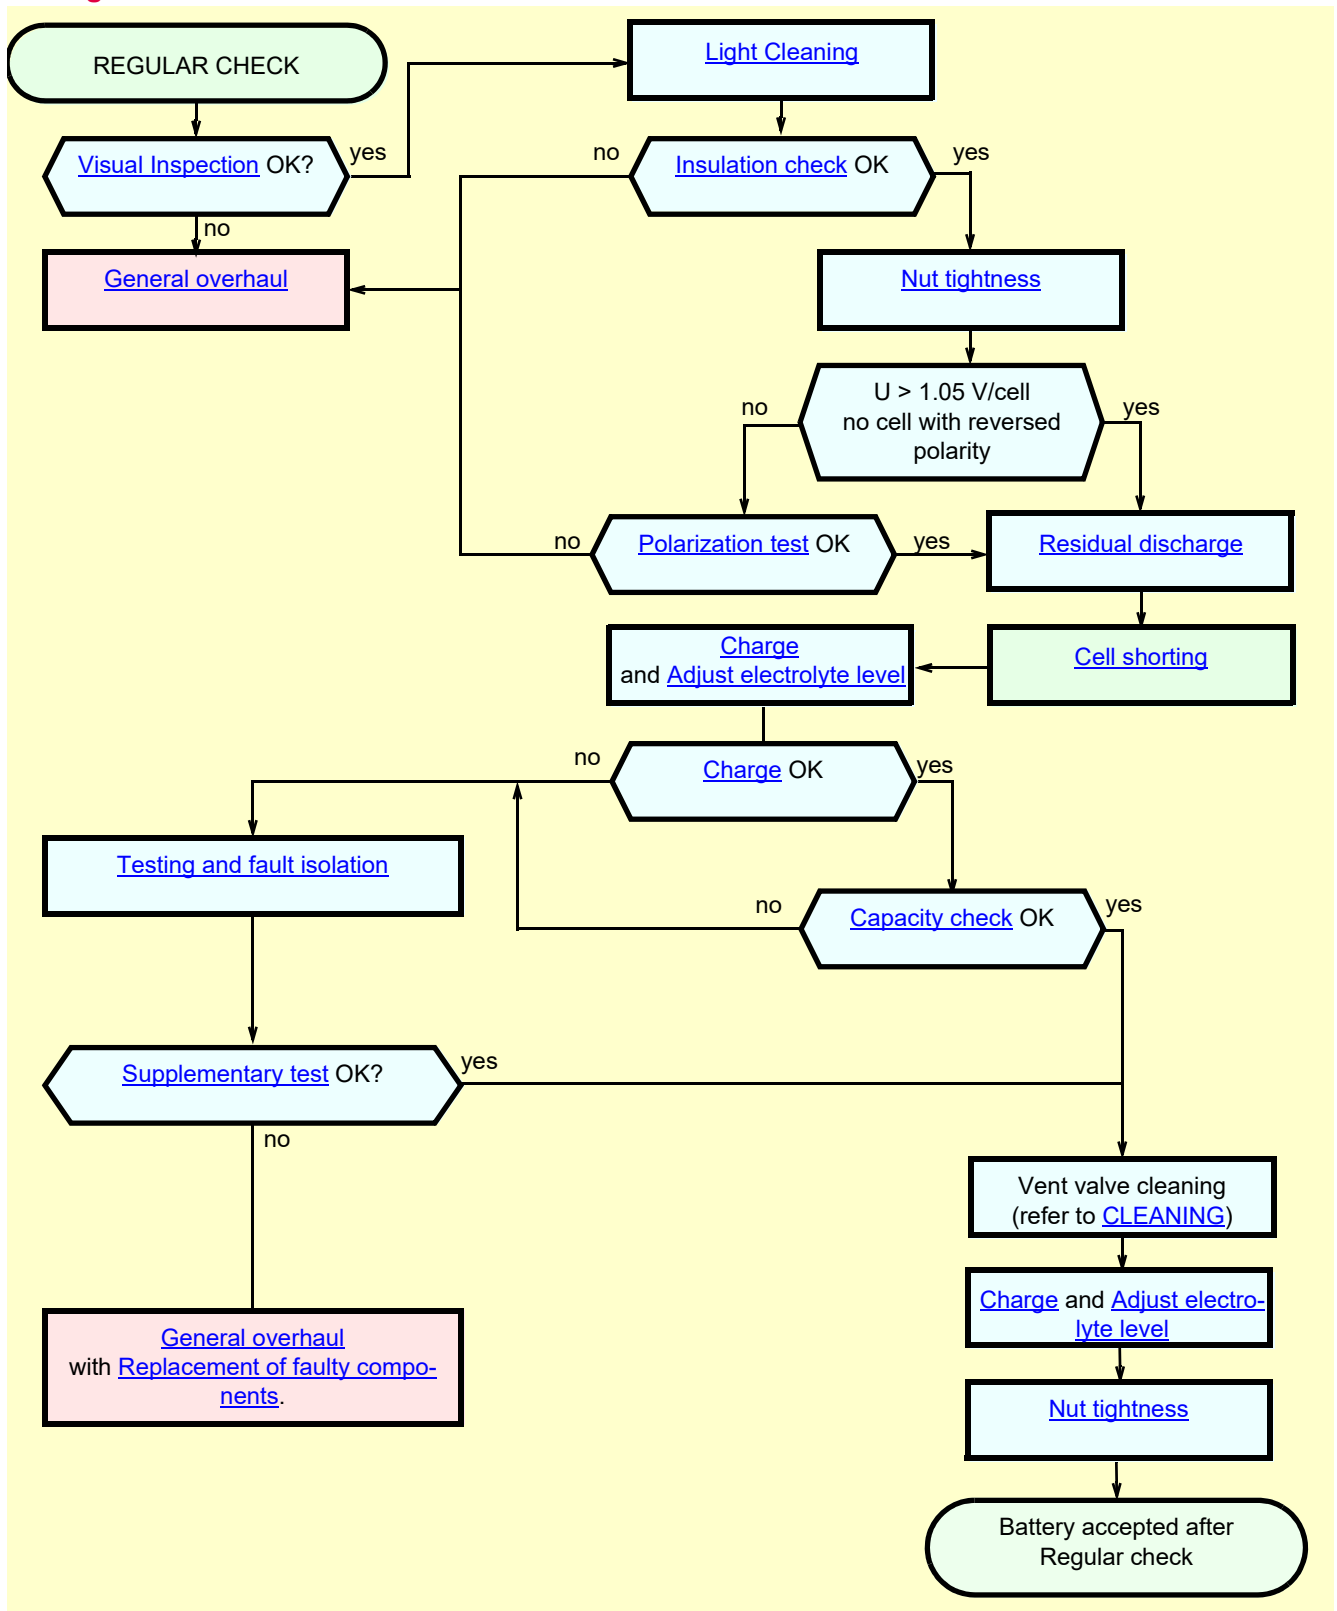 REGULAR CHECK
Light Cleaning
Visual Inspection OK?
yes
no
Insulation check OK
yes
no
General overhaul
Nut tightness
U > 1.05 V/cell
no cell with reversed
polarity
no
yes
no
Polarization test OK
yes
Residual discharge
Charge
and Adjust electrolyte level
Cell shorting
no
Charge OK
yes
Testing and fault isolation
no
Capacity check OK
yes
Supplementary test OK?
yes
no
Vent valve cleaning
(refer to CLEANING)
Charge and Adjust electro-
lyte level
General overhaul
with Replacement of faulty compo-
nents.
Nut tightness
Battery accepted after
Regular check